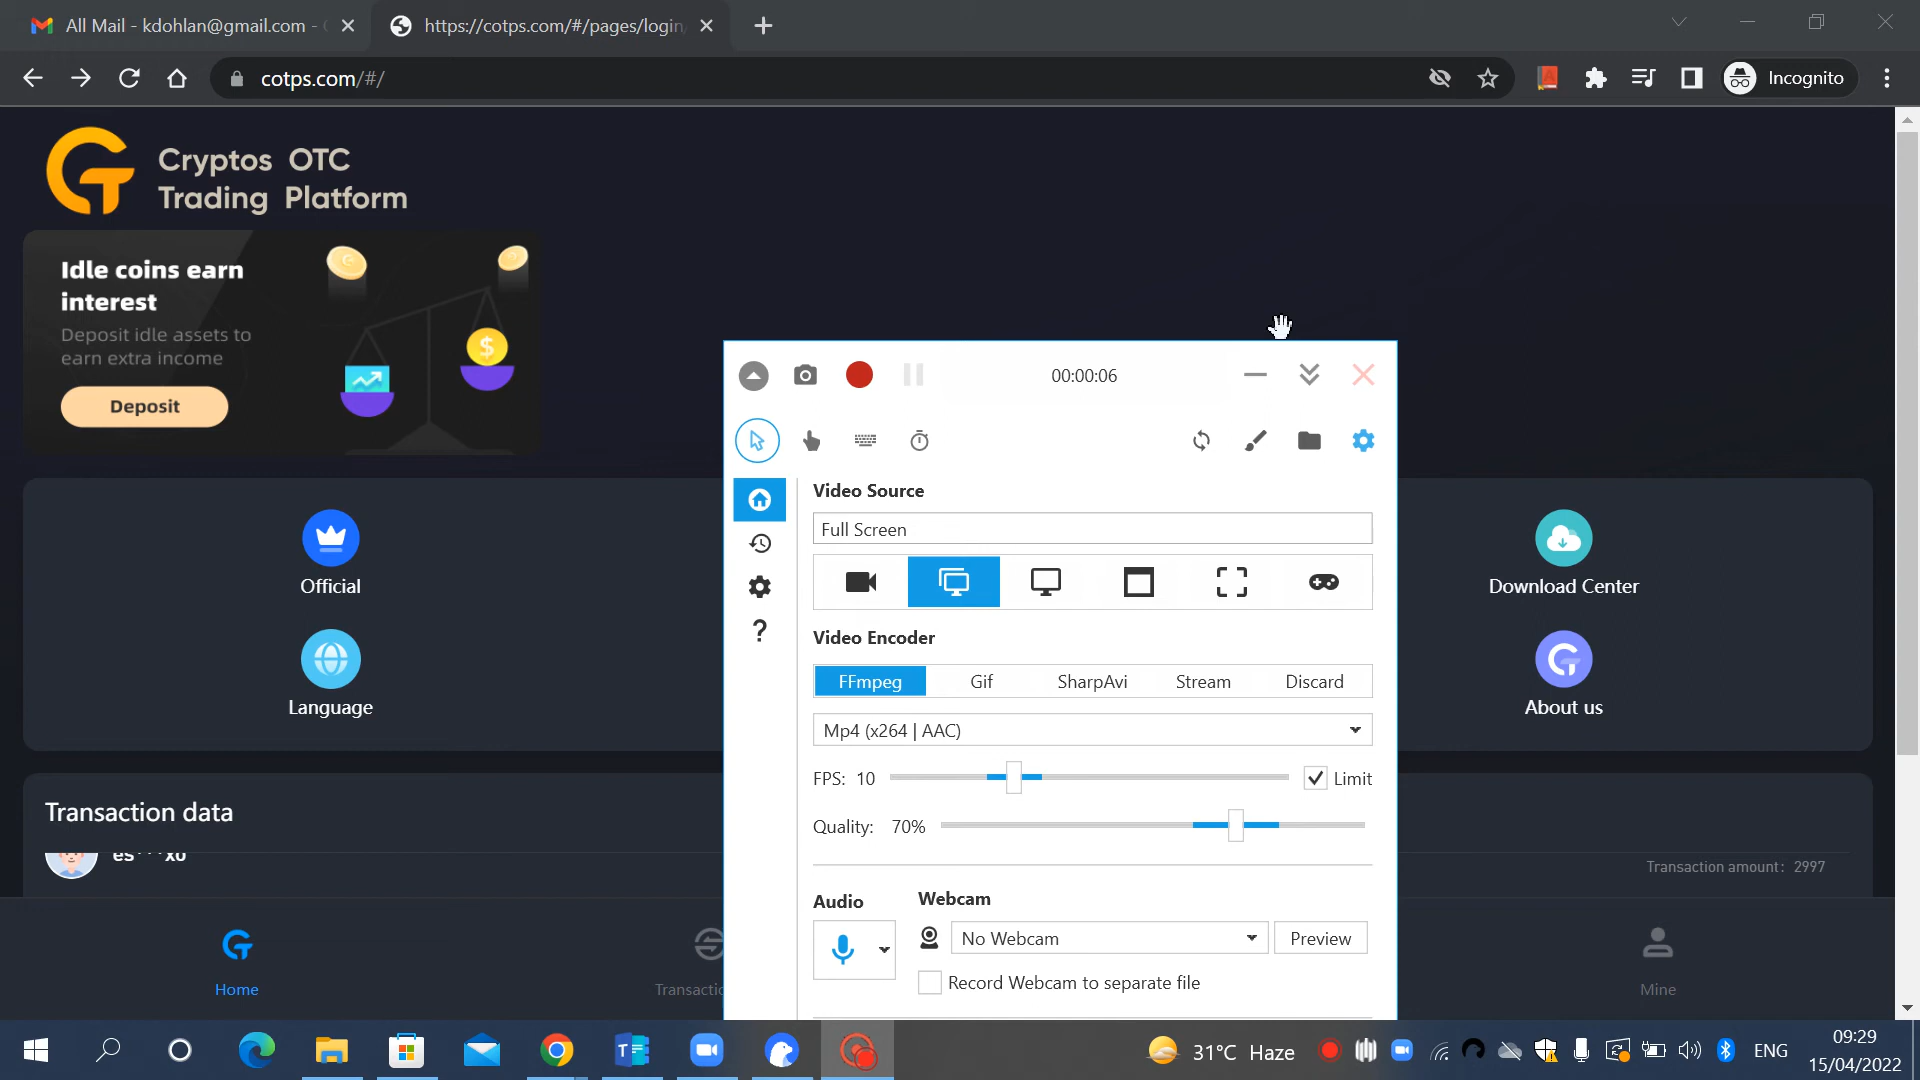 All Mail - kdohlan@gmail.com -
https://cotps.com/#/pages/login
cotps.com/#/
Incognito
Cryptos OTC
Trading Platform
Idle coins earn
interest
Deposit idle assets to
earn extra income
Deposit
00:00:06
Video Source
Full Screen
Official
Download Center
Video Encoder
FFmpeg Gif SharpAvi Stream Discard
Language
About us
Mp4 (x264 | AAC)
FPS: 10
Limit
Transaction data
Quality: 70%
Transaction amount: 2997
Audio
Webcam
No Webcam
Preview
Record Webcam to separate file
Home
Transactic
Mine
31°C Haze
ENG
09:29
15/04/2022